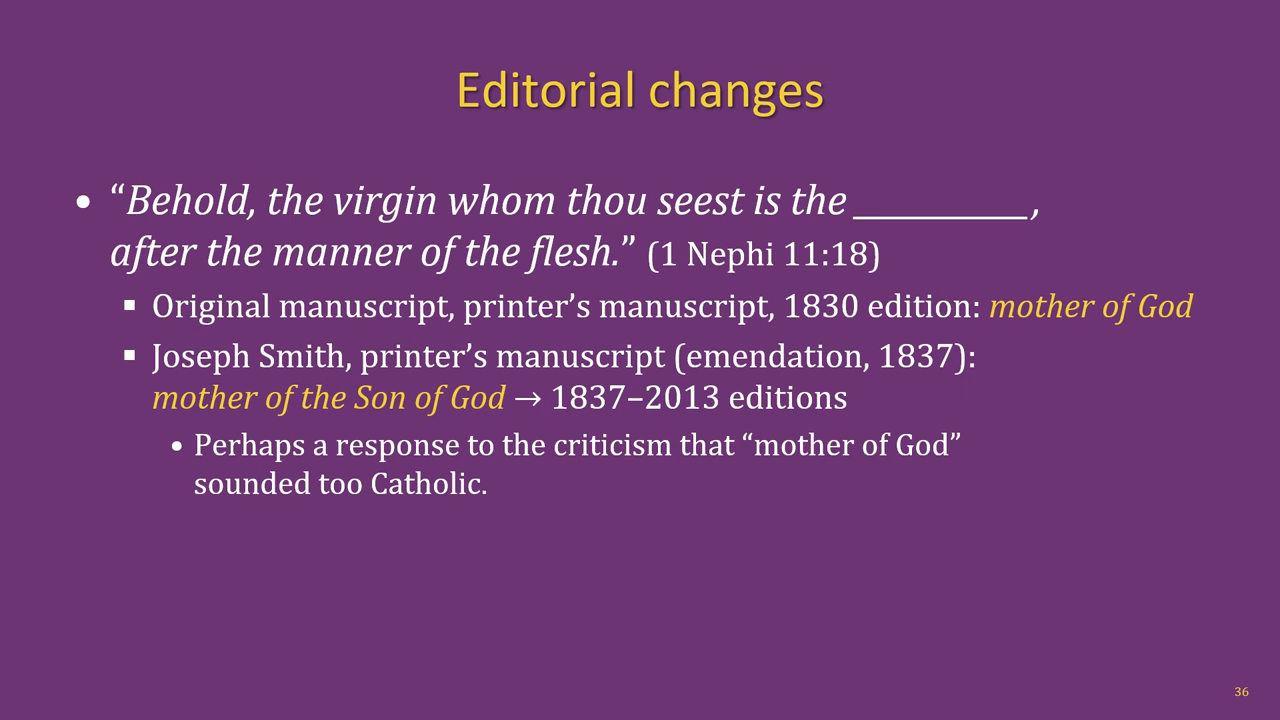 Editorial changes
• “Behold, the virgin whom thou seest is the __________,
after the manner of the flesh.” (1 Nephi 11:18)
▪ Original manuscript, printer’s manuscript, 1830 edition: mother of God
▪ Joseph Smith, printer’s manuscript (emendation, 1837):
mother of the Son of God → 1837–2013 editions
• Perhaps a response to the criticism that “mother of God”
sounded too Catholic.
36